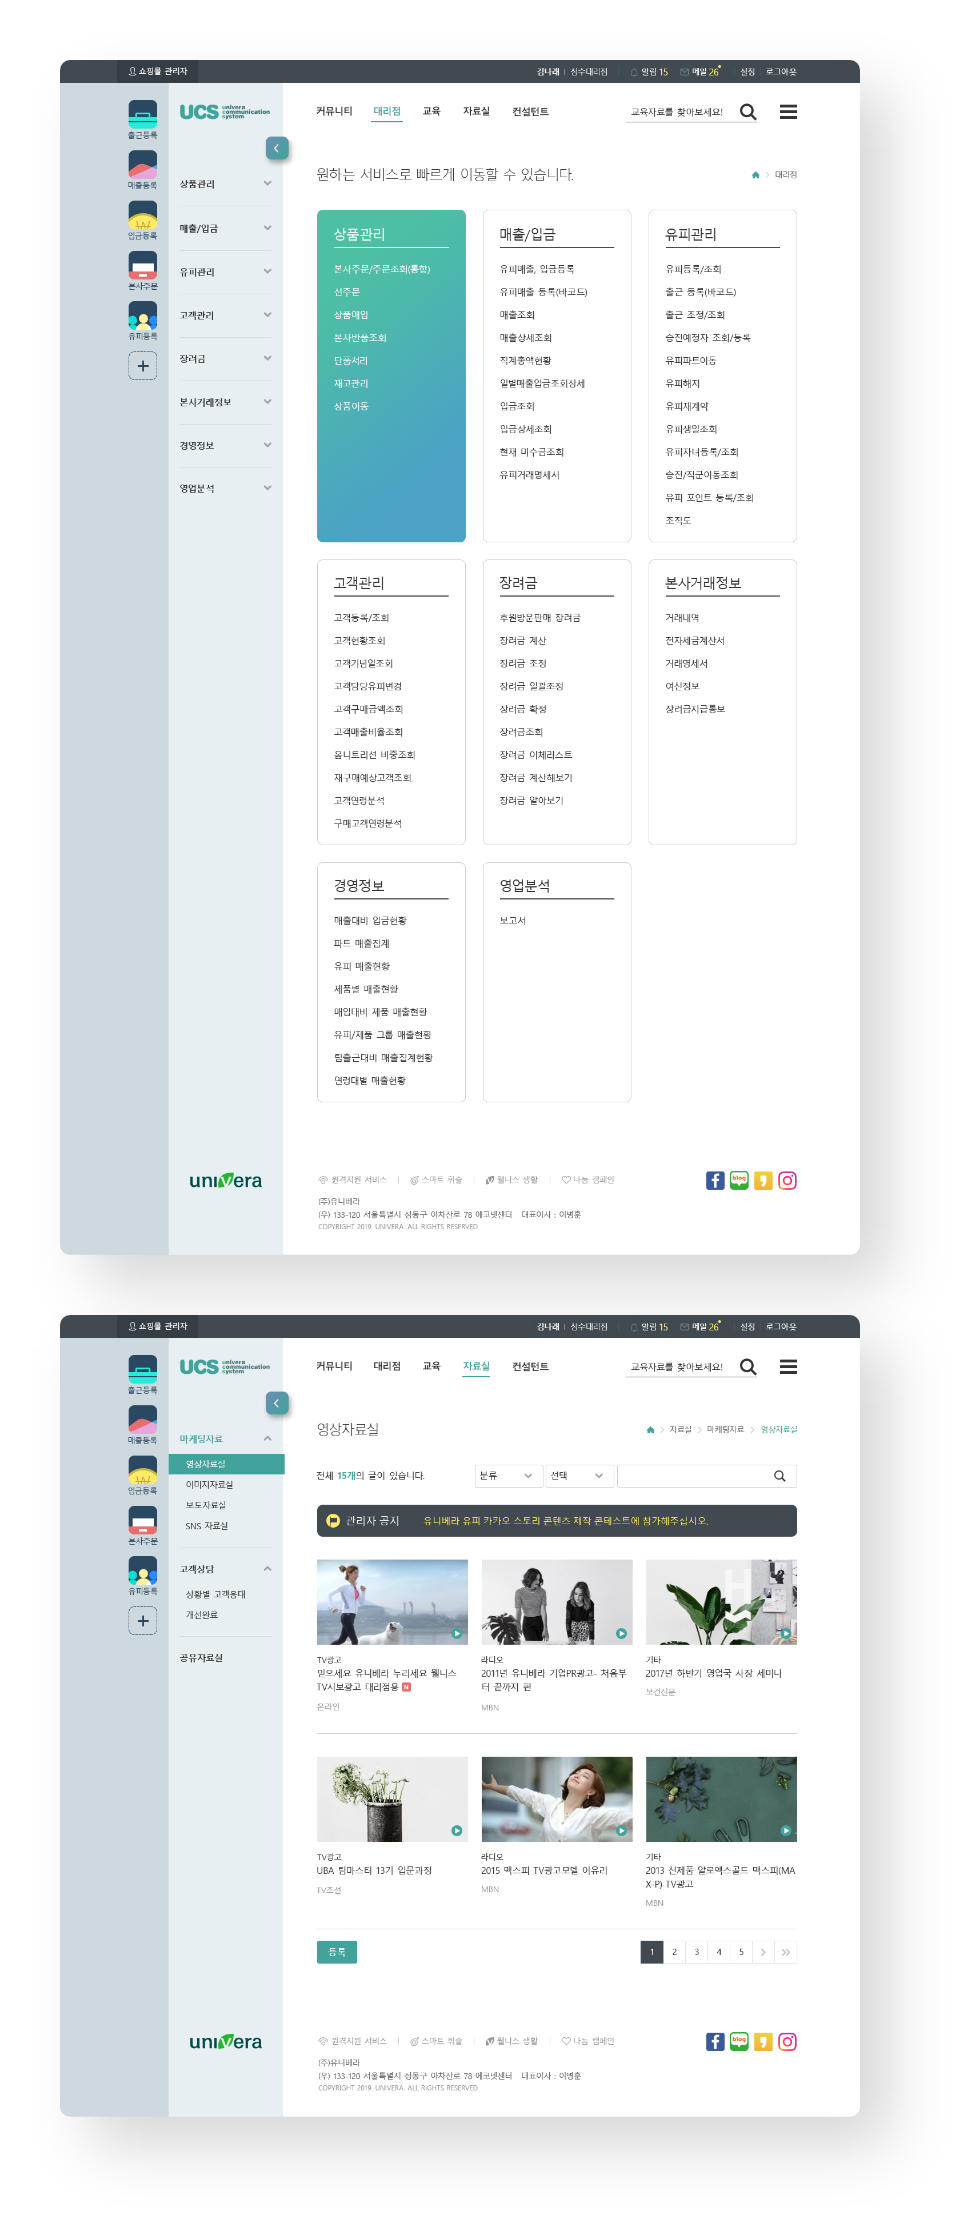 쇼핑몰 관리자
김나래 성수대리점 알림 15 메일 26 설정 로그아웃
UCS univera communication system
커뮤니티 대리점 교육 자료실 컨설턴트
교육자료를 찾아보세요!
출근등록
매출등록
입금등록
본사주문
유피등록
상품관리
매출/입금
유피관리
고객관리
장려금
본사거래정보
경영정보
영업분석
원하는 서비스로 빠르게 이동할 수 있습니다.
대리점
상품관리
본사주문/주문조회(통합)
선주문
상품매입
본사반품조회
단품처리
재고관리
상품이동
매출/입금
유피매출, 입금등록
유피매출 등록(바코드)
매출조회
매출상세조회
직계총액현황
일별매출입금조회상세
입금조회
입금상세조회
현재 미수금조회
유피거래명세서
유피관리
유피등록/조회
출근 등록(바코드)
출근 조정/조회
승진예정자 조회/등록
유피파트이동
유피해지
유피재계약
유피생일조회
유피자녀등록/조회
승진/직군이동조회
유피 포인트 등록/조회
조직도
고객관리
고객등록/조회
고객현황조회
고객기념일조회
고객담당유피변경
고객구매금액조회
고객매출비율조회
옴니트리션 비중조회
재구매예상고객조회
고객연령분석
구매고객연령분석
장려금
후원방문판매 장려금
장려금 계산
장려금 조정
장려금 일괄조정
장려금 확정
장려금조회
장려금 이체리스트
장려금 계산해보기
장려금 알아보기
본사거래정보
거래내역
전자세금계산서
거래명세서
여신정보
장려금지급통보
경영정보
매출대비 입금현황
파트 매출집계
유피 매출현황
제품별 매출현황
매입대비 제품 매출현황
유피/제품 그룹 매출현황
팀출근대비 매출집계현황
연령대별 매출현황
영업분석
보고서
univera
원격지원 서비스 스마트 취술 웰니스 생활 나눔 캠페인
blog
(주)유니베라
(우) 133-120 서울특별시 성동구 아차산로 78 에코넷센터 대표이사 : 이병훈
COPYRIGHT 2019. UNIVERA. ALL RIGHTS RESERVED
쇼핑몰 관리자
김나래 성수대리점 알림 15 메일 26 설정 로그아웃
UCS univera communication system
커뮤니티 대리점 교육 자료실 컨설턴트
교육자료를 찾아보세요!
출근등록
매출등록
입금등록
본사주문
유피등록
마케팅자료
영상자료실
이미지자료실
보도자료실
SNS 자료실
고객상담
상황별 고객응대
개선완료
공유자료실
영상자료실
자료실 마케팅자료 영상자료실
전체 15개의 글이 있습니다.
분류 선택
관리자 공지 유니베라 유피 카카오 스토리 콘텐츠 제작 콘테스트에 참가해주십시오.
TV광고
믿으세요 유니베라 누리세요 웰니스
TV시보광고 대리점용 N
온라인
라디오
2011년 유니베라 기업PR광고- 처음부
터 끝까지 편
MBN
기타
2017년 하반기 영업국 사장 세미나
보건신문
TV광고
UBA 팀마스터 13기 입문과정
TV조선
라디오
2015 맥스피 TV광고모델 이유리
MBN
기타
2013 신제품 알로엑스골드 맥스피(MA
X-P) TV광고
MBN
등록
1 2 3 4 5
univera
원격지원 서비스 스마트 취술 웰니스 생활 나눔 캠페인
blog
(주)유니베라
(우) 133-120 서울특별시 성동구 아차산로 78 에코넷센터 대표이사 : 이병훈
COPYRIGHT 2019. UNIVERA. ALL RIGHTS RESERVED